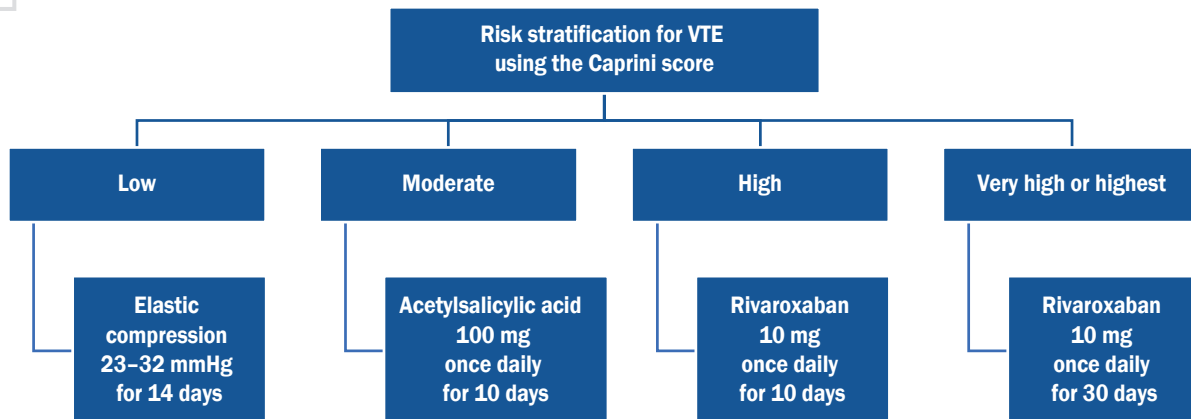 Risk stratification for VTE
using the Caprini score
Low
Moderate
High
Very high or highest
Elastic
compression
23–32 mmHg
for 14 days
Acetylsalicylic acid
100 mg
once daily
for 10 days
Rivaroxaban
10 mg
once daily
for 10 days
Rivaroxaban
10 mg
once daily
for 30 days